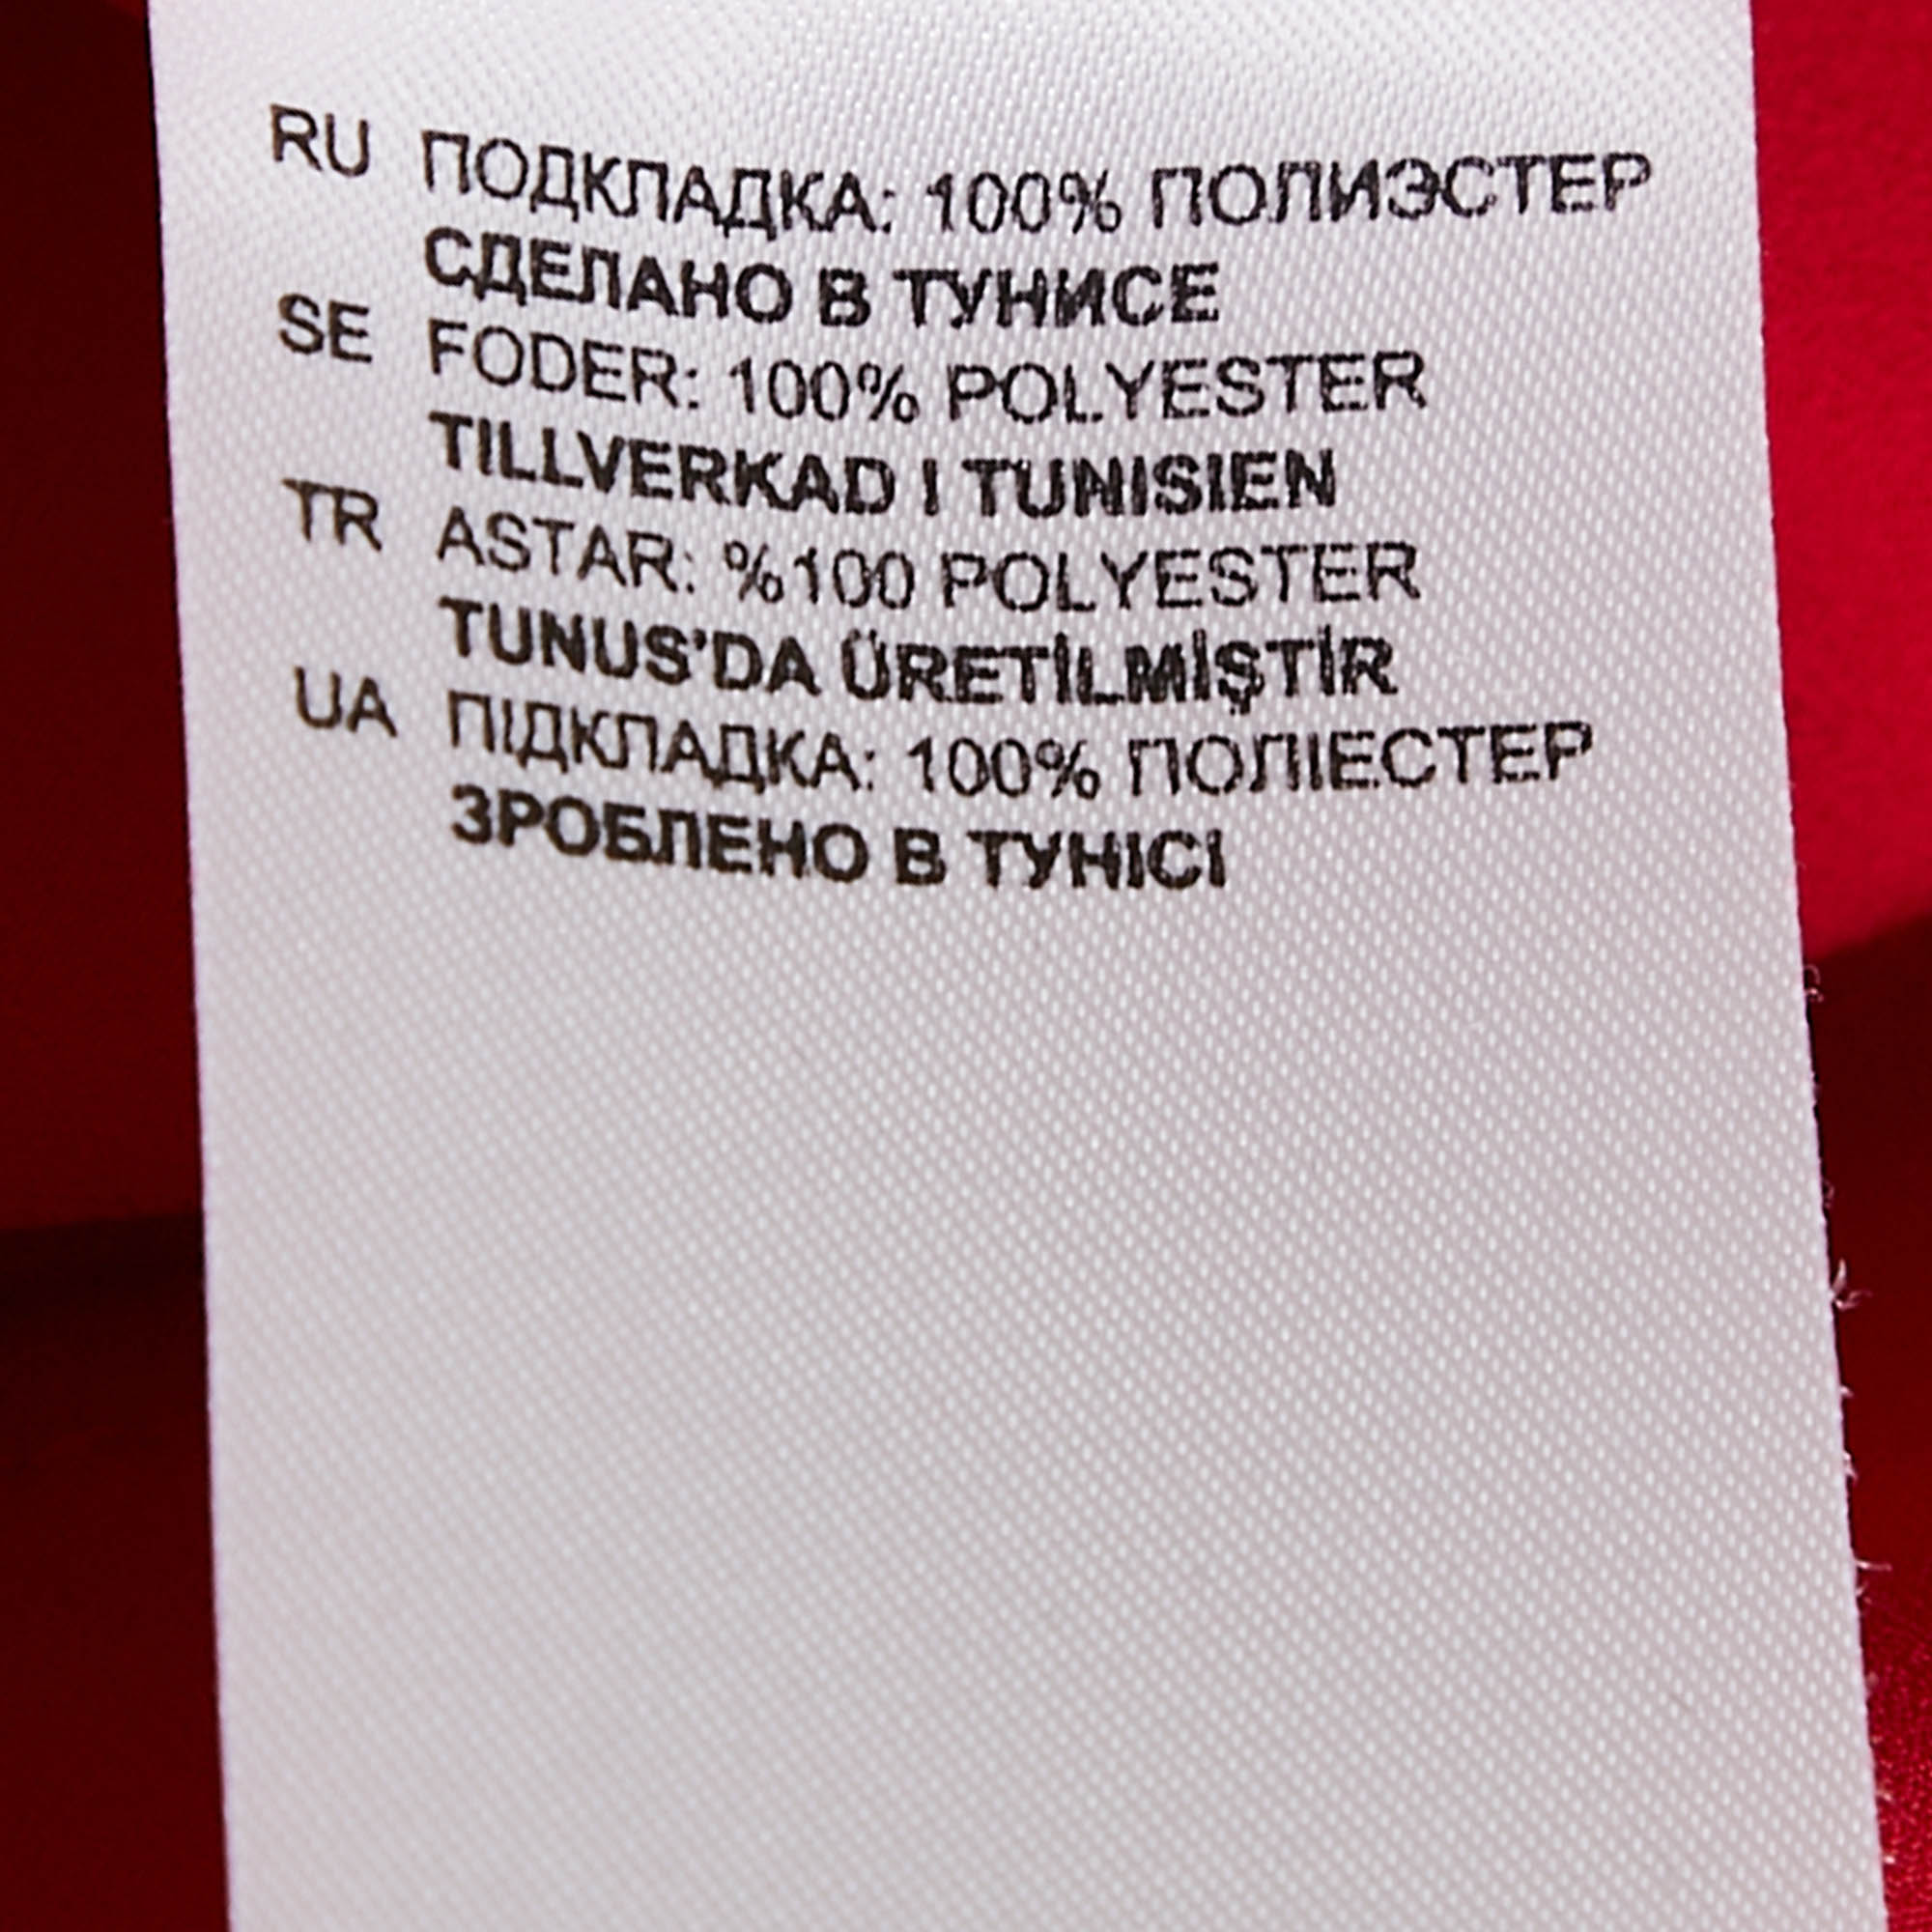 RU ПОДКЛАДКА: 100% ПОЛИЭСТЕР
СДЕЛАНО В ТУНИСЕ
SE FODER: 100% POLYESTER
TILLVERKAD I TUNISIEN
TR ASTAR: %100 POLYESTER
TUNUS'DA ÜRETİLMİŞTİR
UA ПІДКЛАДКА: 100% ПОЛІЕСТЕР
ЗРОБЛЕНО В ТУНІСІ